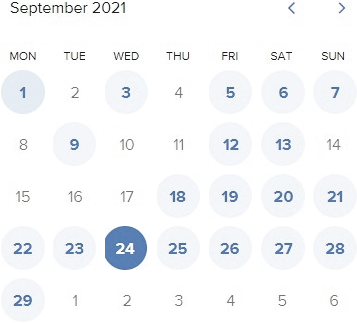 September 2021
MON TUE WED THU FRI SAT SUN
1 2 3 4 5 6 7
8 9 10 11 12 13 14
15 16 17 18 19 20 21
22 23 24 25 26 27 28
29 1 2 3 4 5 6